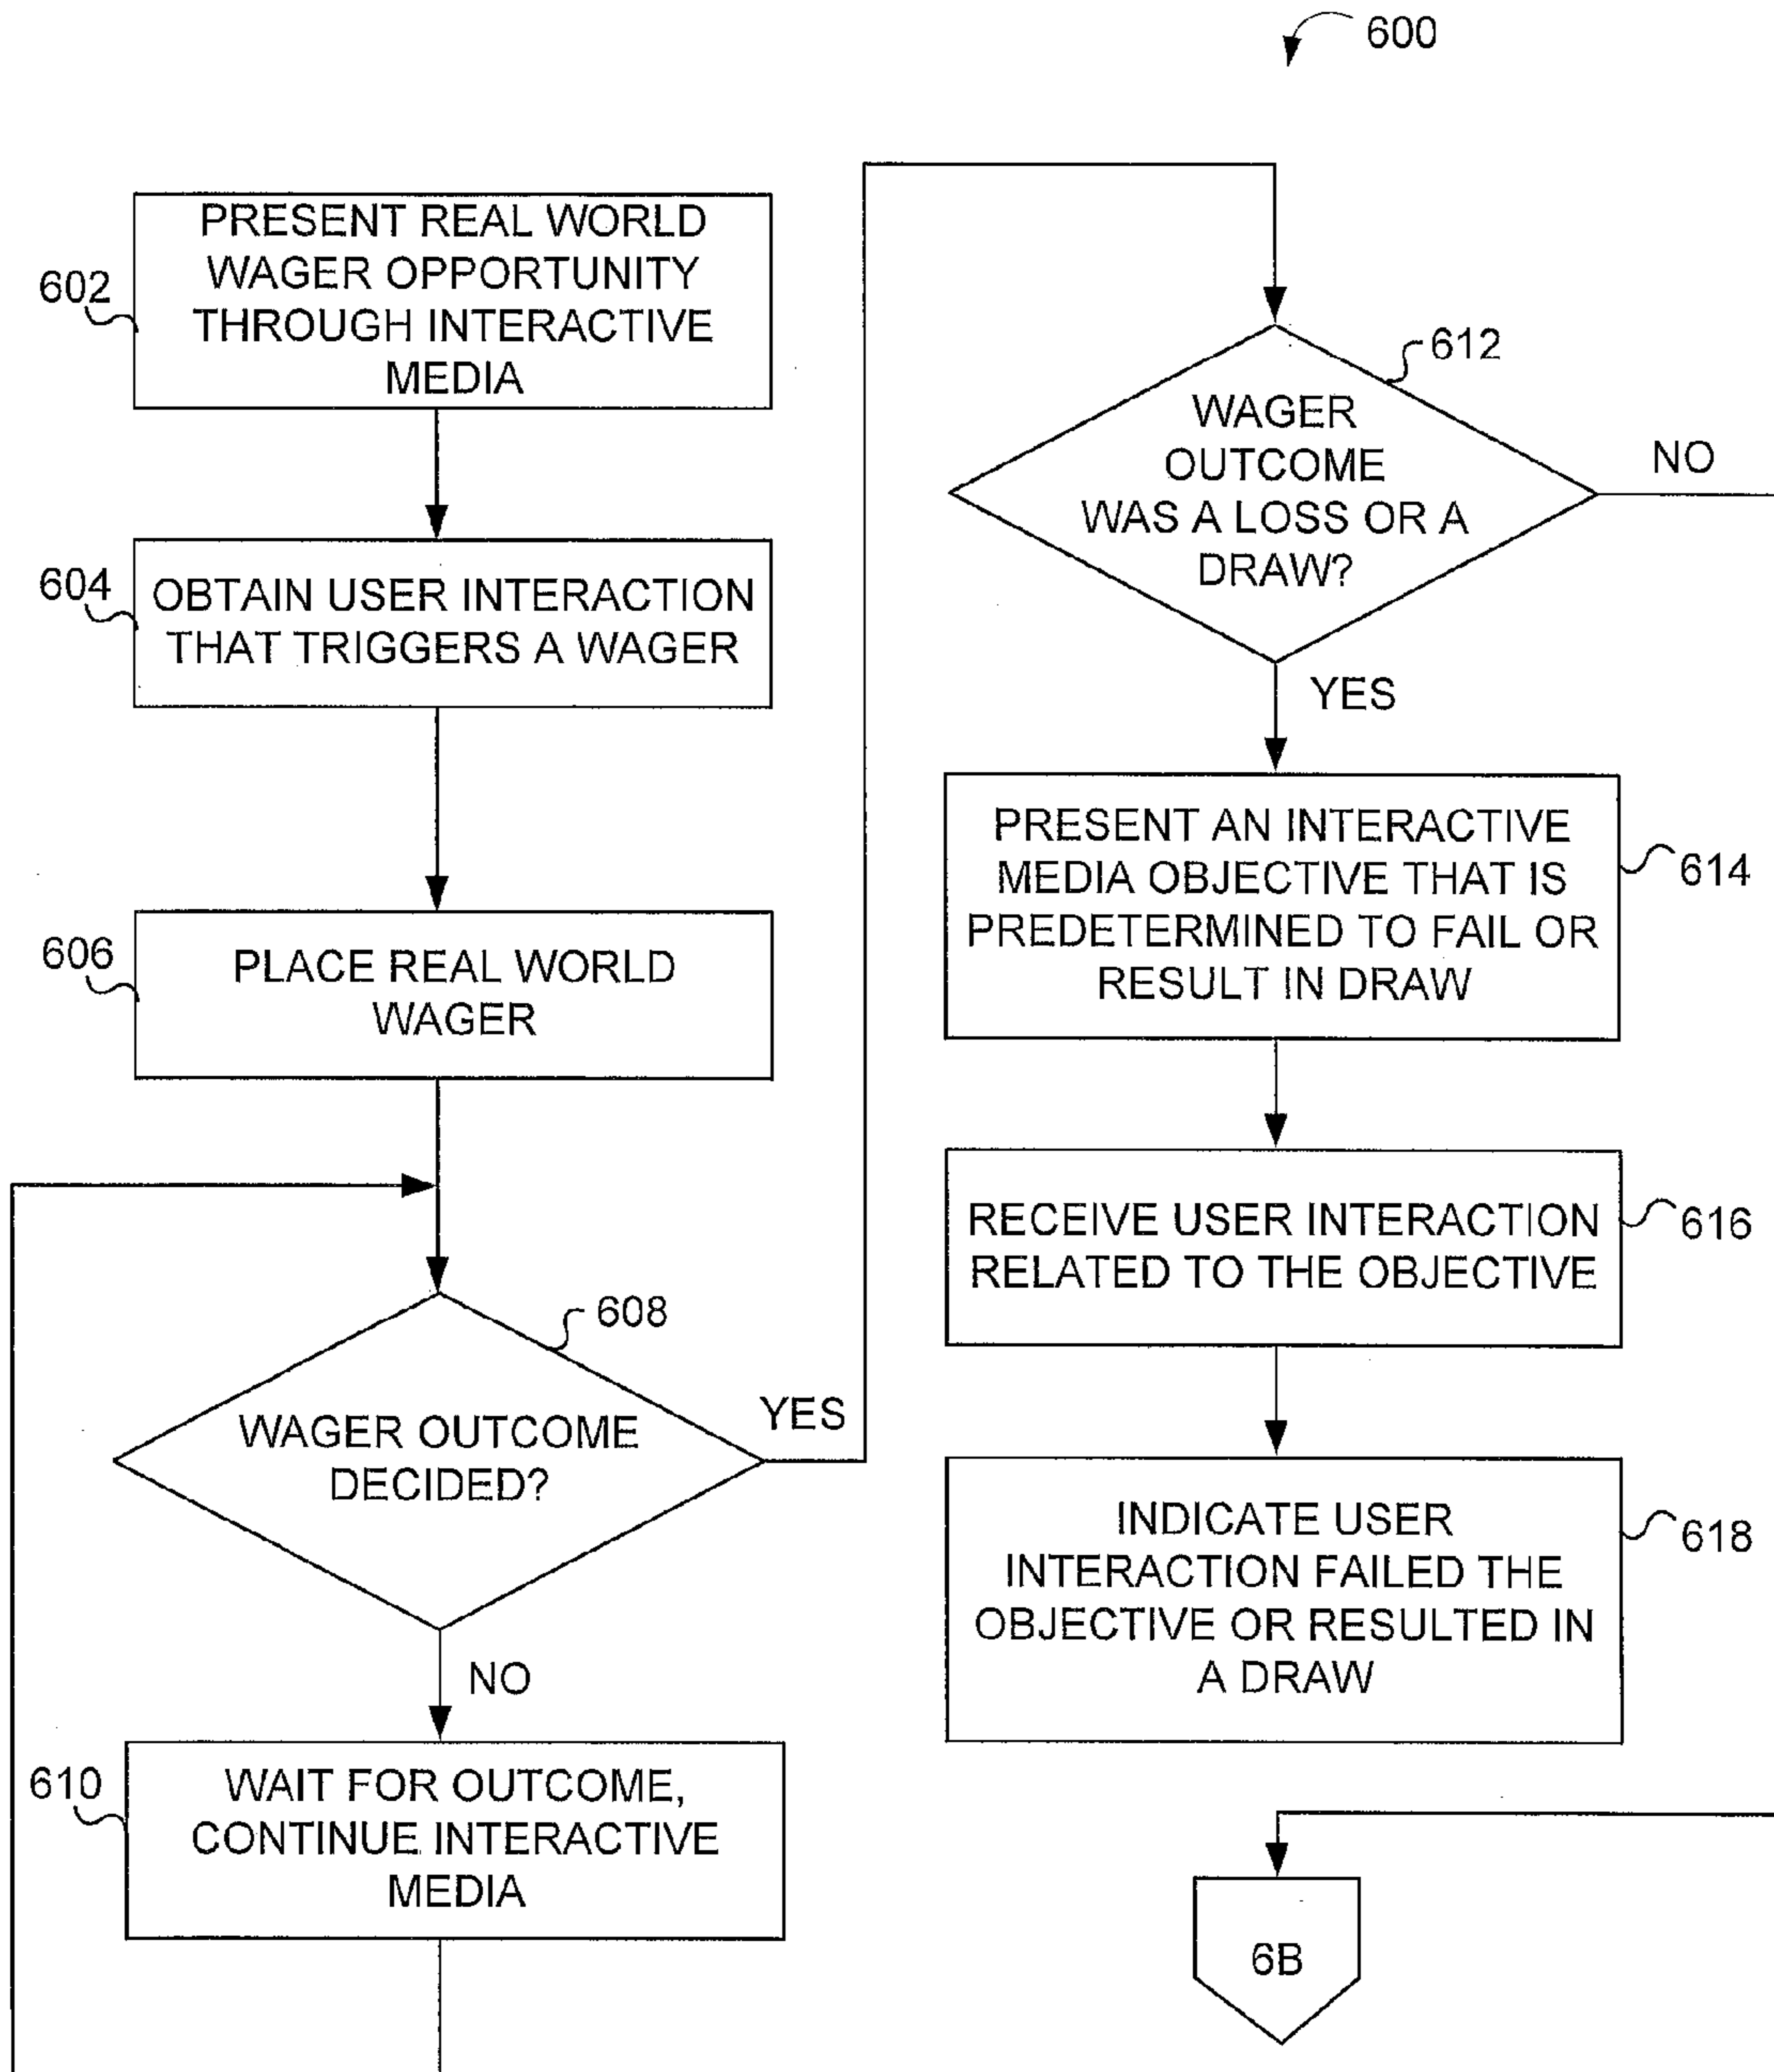 600
PRESENT REAL WORLD
WAGER OPPORTUNITY
THROUGH INTERACTIVE
MEDIA
602
OBTAIN USER INTERACTION
THAT TRIGGERS A WAGER
604
PLACE REAL WORLD
WAGER
606
608
WAGER OUTCOME
DECIDED?
YES
NO
610
WAIT FOR OUTCOME,
CONTINUE INTERACTIVE
MEDIA
612
WAGER
OUTCOME
WAS A LOSS OR A
DRAW?
NO
YES
PRESENT AN INTERACTIVE
MEDIA OBJECTIVE THAT IS
PREDETERMINED TO FAIL OR
RESULT IN DRAW
614
RECEIVE USER INTERACTION
RELATED TO THE OBJECTIVE
616
INDICATE USER
INTERACTION FAILED THE
OBJECTIVE OR RESULTED IN
A DRAW
618
6B